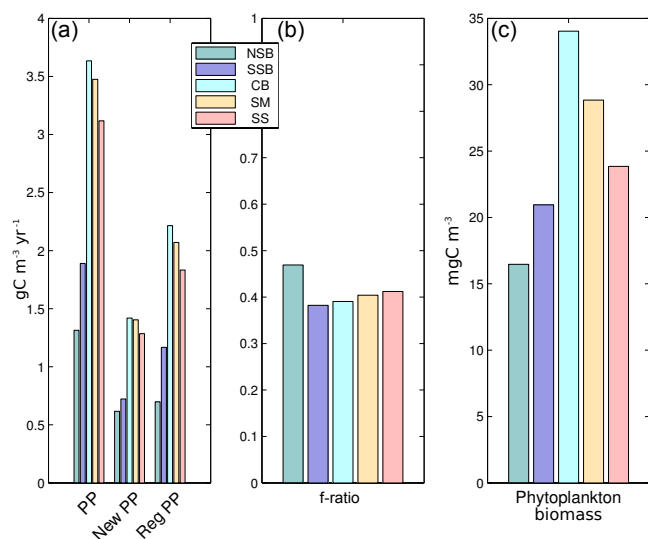 (a)
4
3.5
3
2.5
2
1.5
1
0.5
0
gC m⁻³ yr⁻¹
PP
New PP
Reg PP
NSB
SSB
CB
SM
SS
(b)
1
0.8
0.7
0.6
0.5
0.4
0.3
0.2
0.1
0
f-ratio
(c)
35
30
25
20
15
10
5
0
mgC m⁻³
Phytoplankton
biomass